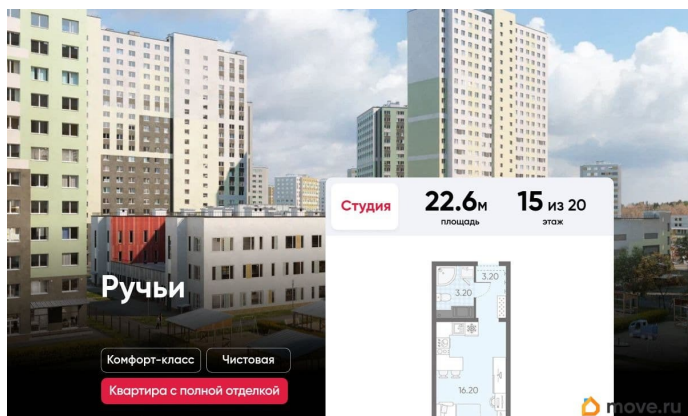 Студия
22.6м
площадь
15 из 20
этаж
3.20
3.20
Ручьи
Комфорт-класс
Чистовая
Квартира с полной отделкой
16.20
move.ru